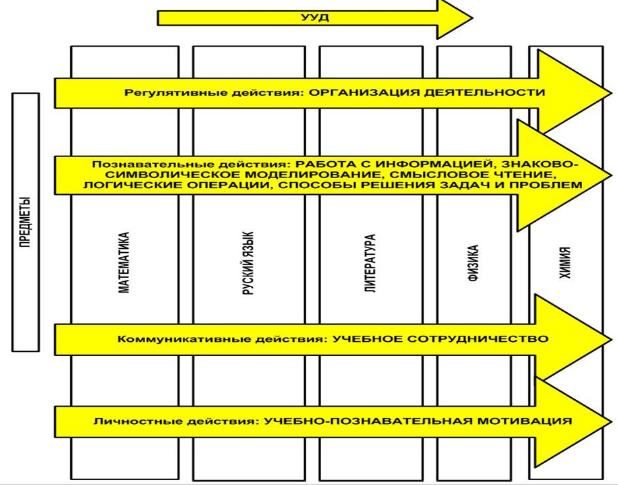 УУД
Регулятивные действия: ОРГАНИЗАЦИЯ ДЕЯТЕЛЬНОСТИ
Познавательные действия: РАБОТА С ИНФОРМАЦИЕЙ, ЗНАКОВО-
СИМВОЛИЧЕСКОЕ МОДЕЛИРОВАНИЕ, СМЫСЛОВОЕ ЧТЕНИЕ,
ЛОГИЧЕСКИЕ ОПЕРАЦИИ, СПОСОБЫ РЕШЕНИЯ ЗАДАЧ И ПРОБЛЕМ
ПРЕДМЕТЫ
МАТЕМАТИКА
РУСКИЙ ЯЗЫК
ЛИТЕРАТУРА
ФИЗИКА
ХИМИЯ
Коммуникативные действия: УЧЕБНОЕ СОТРУДНИЧЕСТВО
Личностные действия: УЧЕБНО-ПОЗНАВАТЕЛЬНАЯ МОТИВАЦИЯ